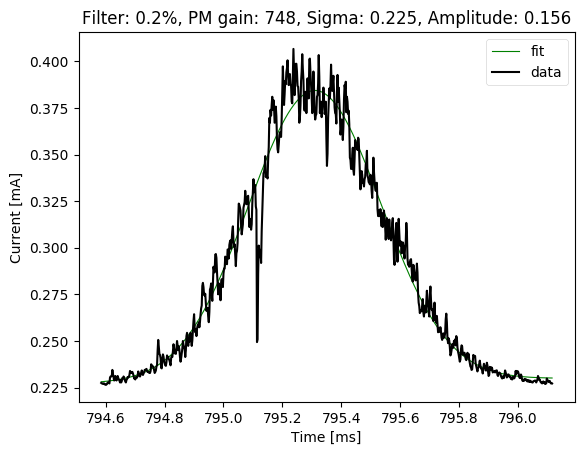 Filter: 0.2%, PM gain: 748, Sigma: 0.225, Amplitude: 0.156
fit
data
0.400
0.375
0.350
0.325
0.300
0.275
0.250
0.225
Current [mA]
794.6 794.8 795.0 795.2 795.4 795.6 795.8 796.0
Time [ms]